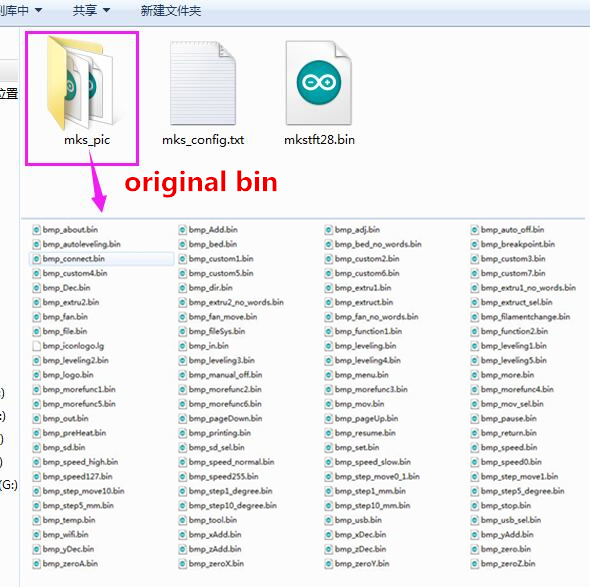 列库中 共享 新建文件夹
位置
mks_pic mks_config.txt mkstft28.bin
original bin
bmp_about.bin bmp_Add.bin bmp_adj.bin bmp_auto_off.bin
bmp_autoleveling.bin bmp_bed.bin bmp_bed_no_words.bin bmp_breakpoint.bin
bmp_connect.bin bmp_custom1.bin bmp_custom2.bin bmp_custom3.bin
bmp_custom4.bin bmp_custom5.bin bmp_custom6.bin bmp_custom7.bin
bmp_Dec.bin bmp_dir.bin bmp_extru1.bin bmp_extru1_no_words.bin
bmp_extru2.bin bmp_extru2_no_words.bin bmp_extruct.bin bmp_extruct_sel.bin
bmp_fan.bin bmp_fan_move.bin bmp_fan_no_words.bin bmp_filamentchange.bin
bmp_file.bin bmp_fileSys.bin bmp_function1.bin bmp_function2.bin
bmp_iconlogo.lg bmp_in.bin bmp_leveling.bin bmp_leveling1.bin
bmp_leveling2.bin bmp_leveling3.bin bmp_leveling4.bin bmp_leveling5.bin
bmp_logo.bin bmp_manual_off.bin bmp_menu.bin bmp_more.bin
bmp_morefunc1.bin bmp_morefunc2.bin bmp_morefunc3.bin bmp_morefunc4.bin
bmp_morefunc5.bin bmp_morefunc6.bin bmp_mov.bin bmp_mov_sel.bin
bmp_out.bin bmp_pageDown.bin bmp_pageUp.bin bmp_pause.bin
bmp_preHeat.bin bmp_printing.bin bmp_resume.bin bmp_return.bin
bmp_sd.bin bmp_sd_sel.bin bmp_set.bin bmp_speed.bin
bmp_speed_high.bin bmp_speed_normal.bin bmp_speed_slow.bin bmp_speed0.bin
bmp_speed127.bin bmp_speed255.bin bmp_step_move0_1.bin bmp_step_move1.bin
bmp_step_move10.bin bmp_step1_degree.bin bmp_step1_mm.bin bmp_step5_degree.bin
bmp_step5_mm.bin bmp_step10_degree.bin bmp_step10_mm.bin bmp_stop.bin
bmp_temp.bin bmp_tool.bin bmp_usb.bin bmp_usb_sel.bin
bmp_wifi.bin bmp_xAdd.bin bmp_xDec.bin bmp_yAdd.bin
bmp_yDec.bin bmp_zAdd.bin bmp_zDec.bin bmp_zero.bin
bmp_zeroA.bin bmp_zeroX.bin bmp_zeroY.bin bmp_zeroZ.bin
:)
:)
)
)
(G:)